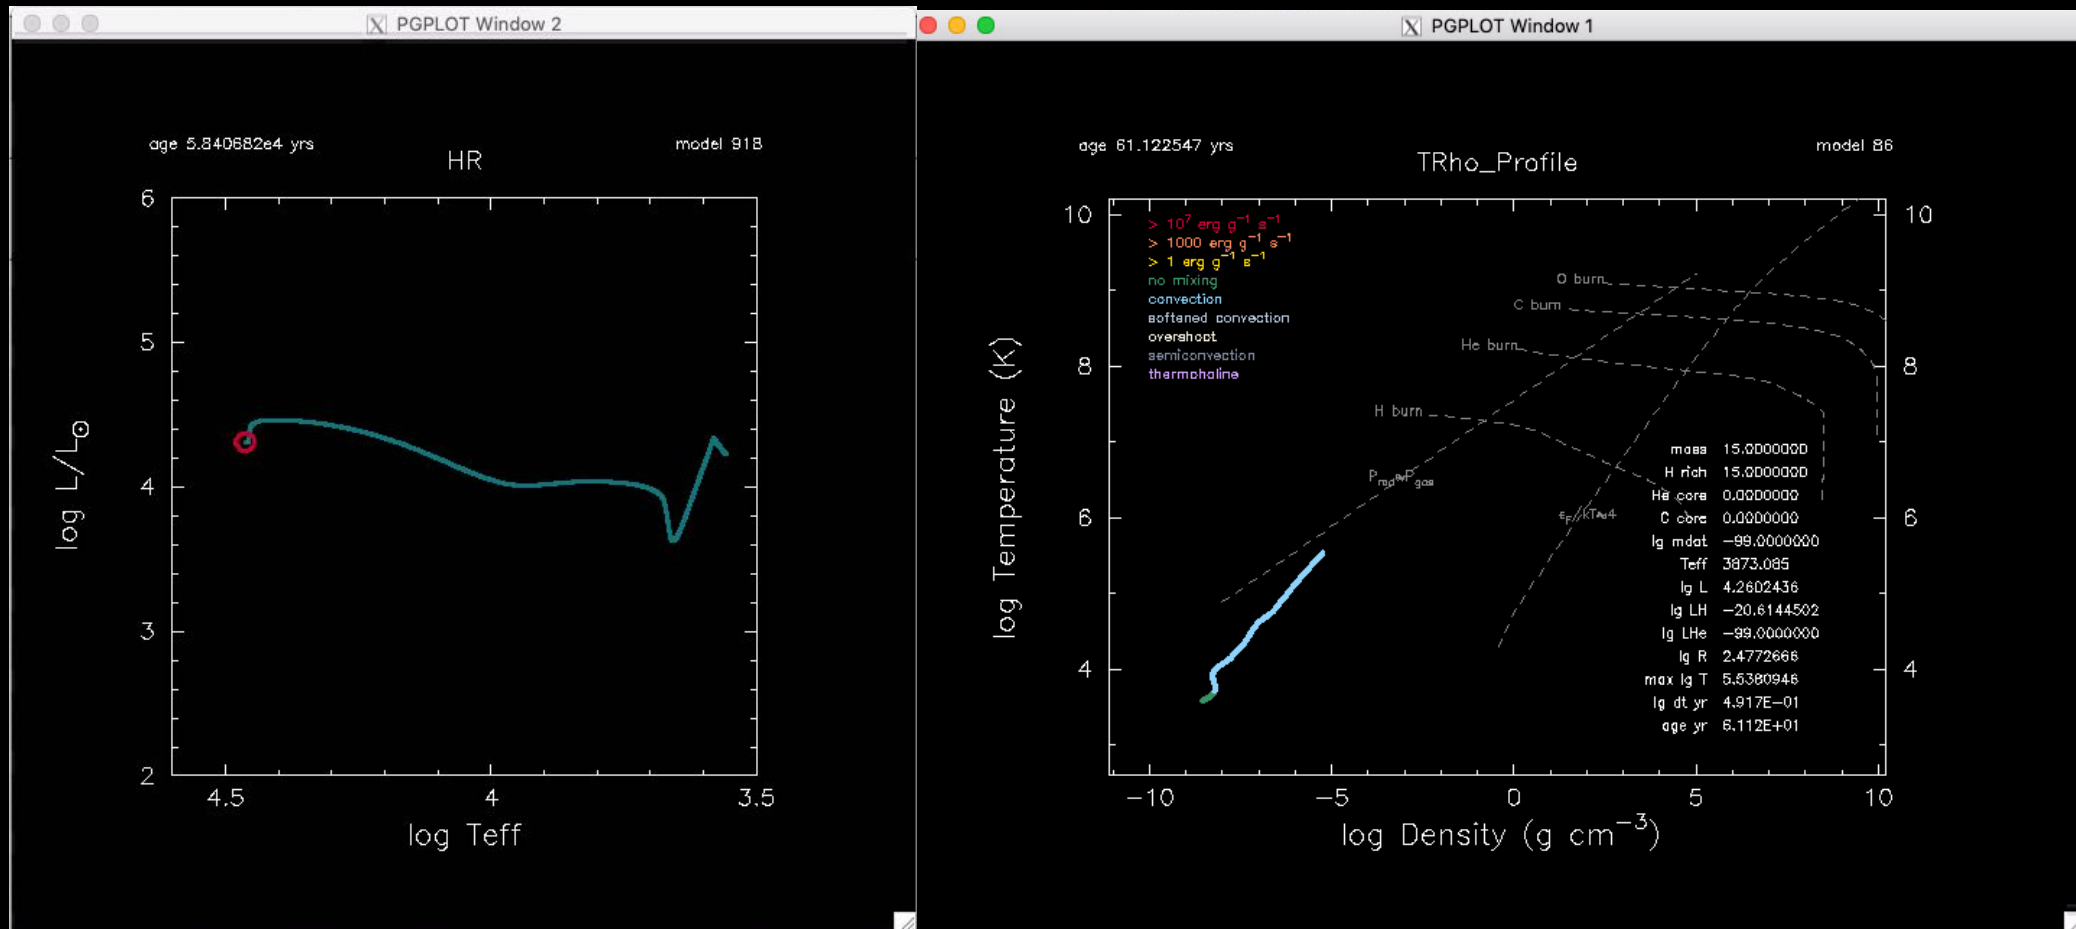 PGPLOT Window 2
age 5.840682e4 yrs
model 918
HR
6
5
4
3
2
4.5
4
3.5
log L/L⊙
log Teff
PGPLOT Window 1
age 61.122547 yrs
model 86
TRho_Profile
> 10⁷ erg g⁻¹ s⁻¹
> 1000 erg g⁻¹ s⁻¹
> 1 erg g⁻¹ s⁻¹
no mixing
convection
softened convection
overshoot
semiconvection
thermohaline
10
8
6
4
10
8
6
4
O burn
C burn
He burn
H burn
Prad≈Pgas
εF/kT≈4
mass 15.0000000
H rich 15.0000000
He core 0.0000000
C core 0.0000000
lg mdot −99.0000000
Teff 3873.085
lg L 4.2602436
lg LH −20.6144502
lg LHe −99.0000000
lg R 2.4772666
max lg T 5.5380946
lg dt yr 4.917E−01
age yr 6.112E+01
−10
−5
0
5
10
log Temperature (K)
log Density (g cm⁻³)